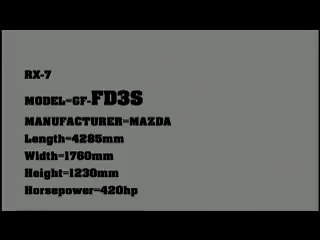 RX-7
MODEL=GF-FD3S
MANUFACTURER=MAZDA
Length=4285mm
Width=1760mm
Height=1230mm
Horsepower=420hp